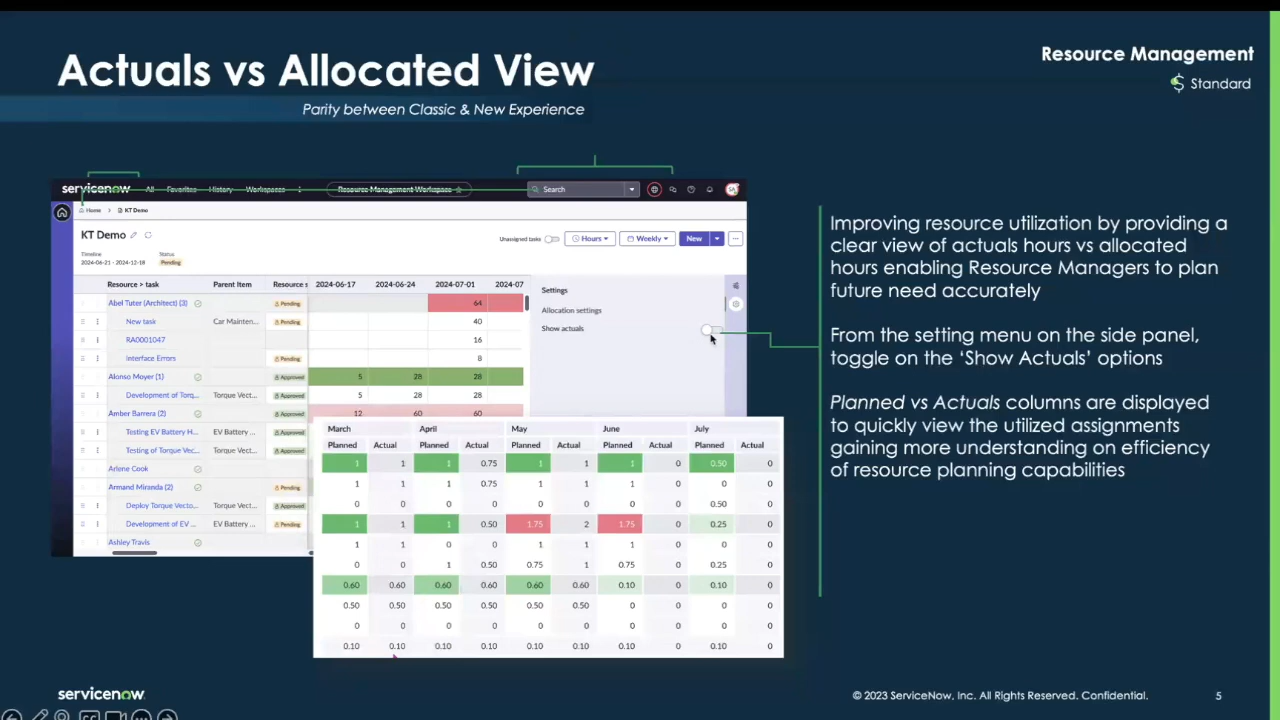 Actuals vs Allocated View
Parity between Classic & New Experience
Resource Management
Standard
servicenow All Favorites History Workspaces Resource Management Workspace Search
Home > KT Demo
KT Demo
Unassigned tasks Hours Weekly New
Timeline Status
2024-06-21 - 2024-12-18 Pending
Resource > task Parent Item Resource s 2024-06-17 2024-06-24 2024-07-01 2024-07
Abel Tuter (Architect) (3) Pending 64
New task Car Mainten... Pending 40
RA0001047 16
Interface Errors Pending 8
Alonso Moyer (1) Approved 5 28 28
Development of Torq... Torque Vect... Approved 5 28 28
Amber Barrera (2) Approved 12 60 60
Testing EV Battery H... EV Battery ... Approved
Testing of Torque Vec... Torque Vect... Approved
Arlene Cook
Armand Miranda (2) Pending
Deploy Torque Vecto... Torque Vect... Approved
Development of EV ... EV Battery ... Pending
Ashley Travis
Settings
Allocation settings
Show actuals
March April May June July
Planned Actual Planned Actual Planned Actual Planned Actual Planned Actual
1 1 1 0.75 1 1 1 0 0.50 0
1 1 1 0.75 1 1 1 0 0 0
0 0 0 0 0 0 0 0 0.50 0
1 1 1 0.50 1.75 2 1.75 0 0.25 0
1 1 0 0 1 1 1 0 0 0
0 0 1 0.50 0.75 1 0.75 0 0.25 0
0.60 0.60 0.60 0.60 0.60 0.60 0.10 0 0.10 0
0.50 0.50 0.50 0.50 0.50 0.50 0 0 0 0
0 0 0 0 0 0 0 0 0 0
0.10 0.10 0.10 0.10 0.10 0.10 0.10 0 0.10 0
Improving resource utilization by providing a
clear view of actuals hours vs allocated
hours enabling Resource Managers to plan
future need accurately
From the setting menu on the side panel,
toggle on the ‘Show Actuals’ options
Planned vs Actuals columns are displayed
to quickly view the utilized assignments
gaining more understanding on efficiency
of resource planning capabilities
servicenow
© 2023 ServiceNow, Inc. All Rights Reserved. Confidential.
5